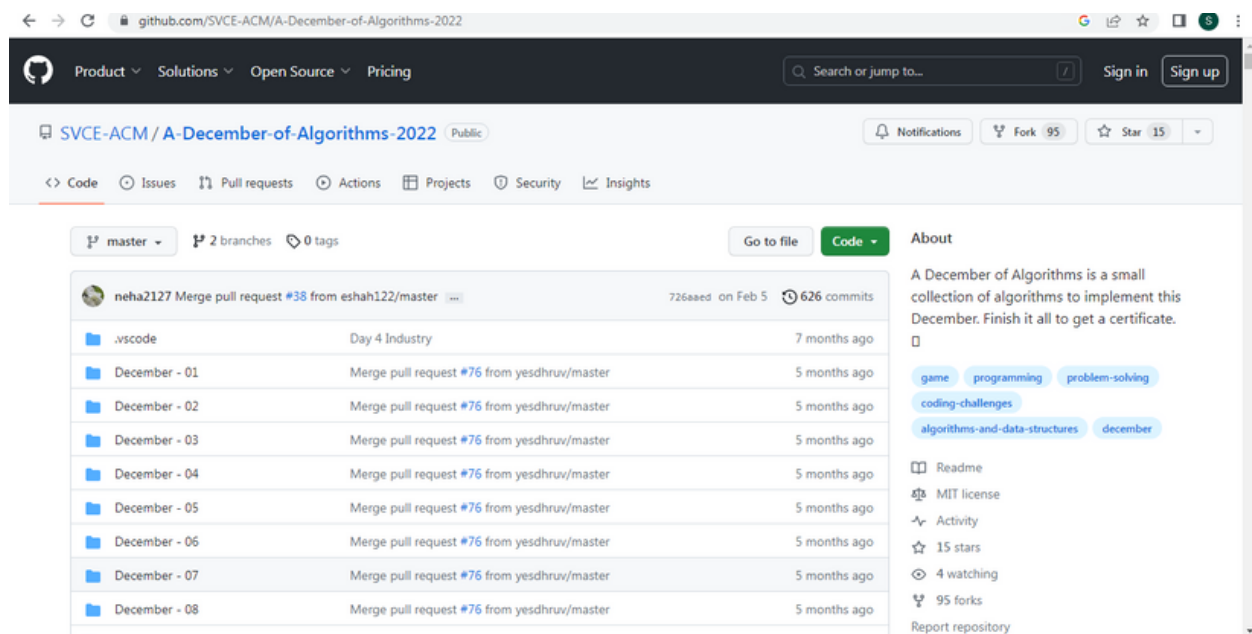 github.com/SVCE-ACM/A-December-of-Algorithms-2022
G S
Product Solutions Open Source Pricing Search or jump to... / Sign in Sign up
SVCE-ACM / A-December-of-Algorithms-2022 Public Notifications Fork 95 Star 15
<> Code Issues Pull requests Actions Projects Security Insights
master 2 branches 0 tags Go to file Code
neha2127 Merge pull request #38 from eshah122/master ... 726aaed on Feb 5 626 commits
.vscode Day 4 Industry 7 months ago
December - 01 Merge pull request #76 from yesdhruv/master 5 months ago
December - 02 Merge pull request #76 from yesdhruv/master 5 months ago
December - 03 Merge pull request #76 from yesdhruv/master 5 months ago
December - 04 Merge pull request #76 from yesdhruv/master 5 months ago
December - 05 Merge pull request #76 from yesdhruv/master 5 months ago
December - 06 Merge pull request #76 from yesdhruv/master 5 months ago
December - 07 Merge pull request #76 from yesdhruv/master 5 months ago
December - 08 Merge pull request #76 from yesdhruv/master 5 months ago
About
A December of Algorithms is a small
collection of algorithms to implement this
December. Finish it all to get a certificate.
game programming problem-solving
coding-challenges
algorithms-and-data-structures december
Readme
MIT license
Activity
15 stars
4 watching
95 forks
Report repository